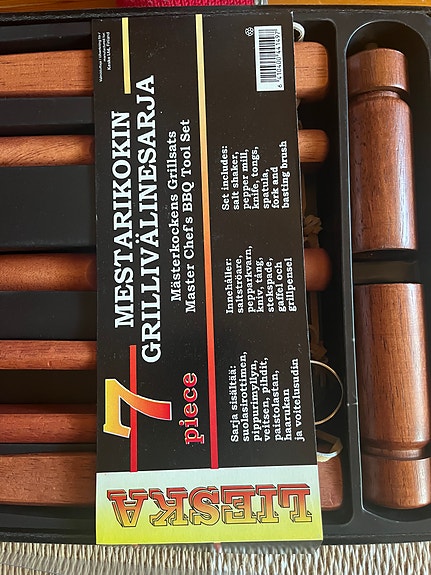 LIESKA
7
piece
MESTARIKOKIN
GRILLIVÄLINESARJA
Mästerkockens Grillsats
Master Chef's BBQ Tool Set
Sarja sisältää:
suolasirottimen,
pippurimyllyn,
veitsen, pihdit,
paistolastan,
haarukan
ja voitelusudin
Innehåller:
saltströare,
pepparkvarn,
kniv, tång,
stekspade,
gaffel och
grillpensel
Set includes:
salt shaker,
pepper mill,
knife, tongs,
spatula,
fork and
basting brush